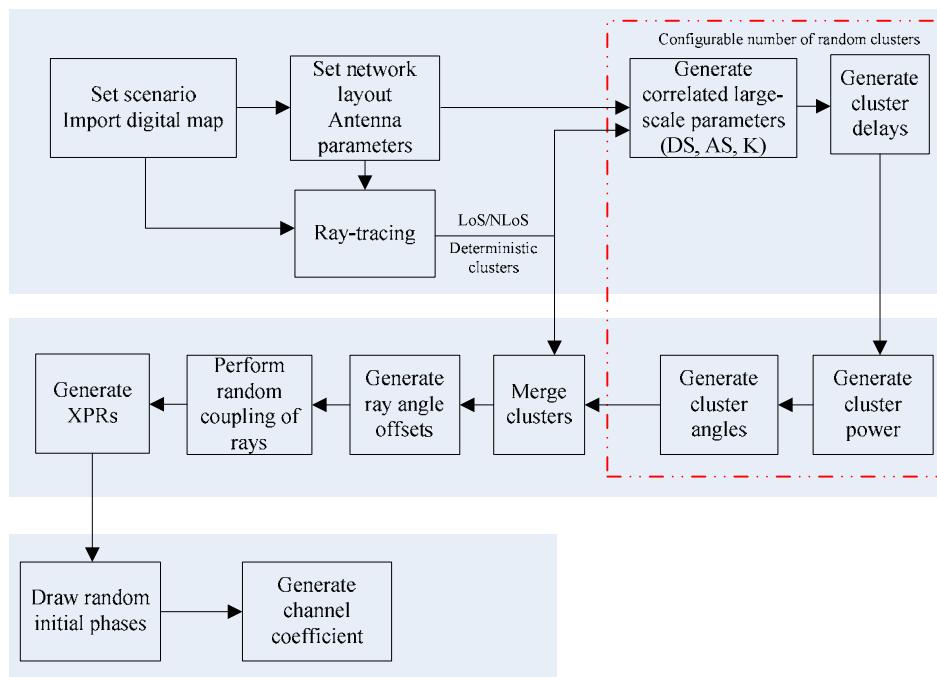 Configurable number of random clusters
Set scenario
Import digital map
Set network
layout
Antenna
parameters
Generate
correlated large-
scale parameters
(DS, AS, K)
Generate
cluster
delays
Ray-tracing
LoS/NLoS
Deterministic
clusters
Generate
XPRs
Perform
random
coupling of
rays
Generate
ray angle
offsets
Merge
clusters
Generate
cluster
angles
Generate
cluster
power
Draw random
initial phases
Generate
channel
coefficient